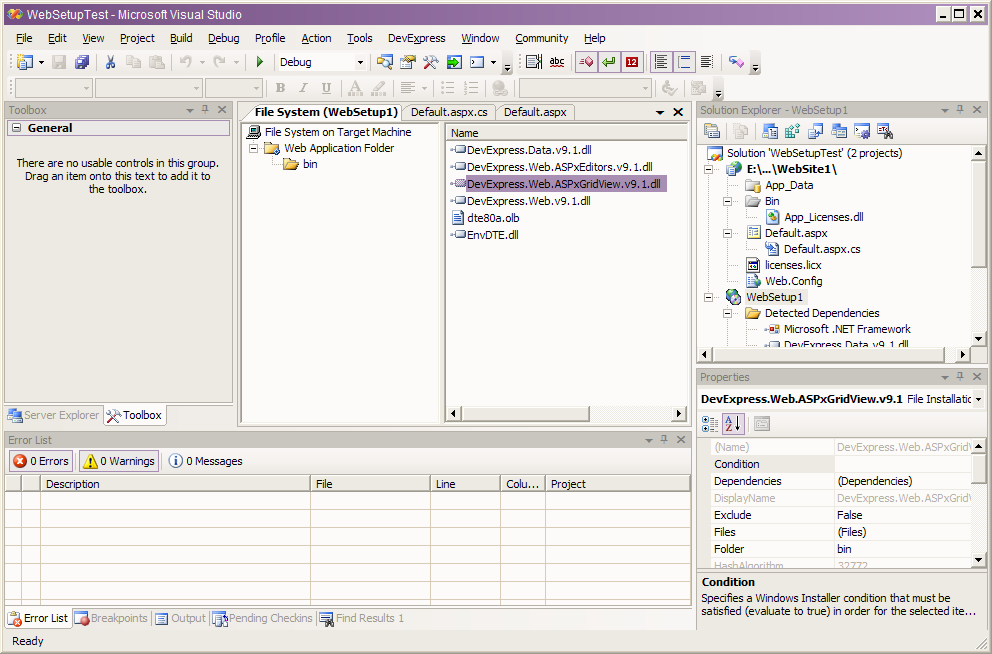 WebSetupTest - Microsoft Visual Studio
File Edit View Project Build Debug Profile Action Tools DevExpress Window Community Help
Debug
abc
12
B I U A
Toolbox
General
There are no usable controls in this group.
Drag an item onto this text to add it to
the toolbox.
Server Explorer Toolbox
File System (WebSetup1) Default.aspx.cs Default.aspx
File System on Target Machine
Web Application Folder
bin
Name
DevExpress.Data.v9.1.dll
DevExpress.Web.ASPxEditors.v9.1.dll
DevExpress.Web.ASPxGridView.v9.1.dll
DevExpress.Web.v9.1.dll
dte80a.olb
EnvDTE.dll
Solution Explorer - WebSetup1
Solution 'WebSetupTest' (2 projects)
E:\...\WebSite1\
App_Data
Bin
App_Licenses.dll
Default.aspx
Default.aspx.cs
licenses.licx
Web.Config
WebSetup1
Detected Dependencies
Microsoft .NET Framework
DevExpress.Data.v9.1.dll
Properties
DevExpress.Web.ASPxGridView.v9.1 File Installatic
(Name) DevExpress.Web.ASPxGridV
Condition
Dependencies (Dependencies)
DisplayName DevExpress.Web.ASPxGridV
Exclude False
Files (Files)
Folder bin
HashAlgorithm 32772
Condition
Specifies a Windows Installer condition that must be
satisfied (evaluate to true) in order for the selected ite...
Error List
0 Errors 0 Warnings 0 Messages
Description File Line Colu... Project
Error List Breakpoints Output Pending Checkins Find Results 1
Ready